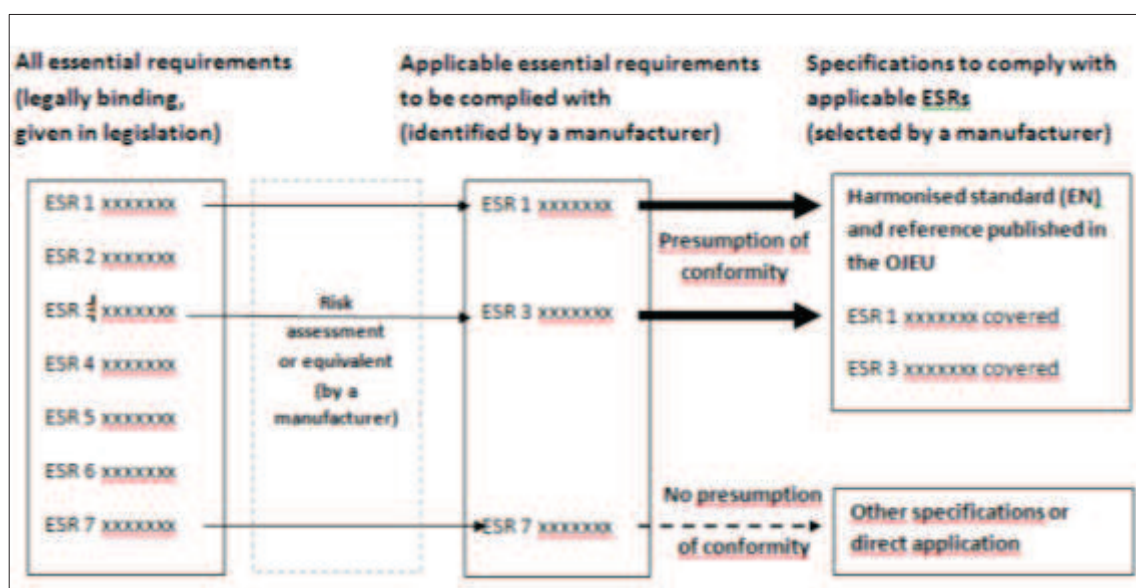 All essential requirements
(legally binding,
given in legislation)
Applicable essential requirements
to be complied with
(identified by a manufacturer)
Specifications to comply with
applicable ESRs
(selected by a manufacturer)
ESR 1 xxxxxxx
ESR 2 xxxxxxx
ESR 3 xxxxxxx
ESR 4 xxxxxxx
ESR 5 xxxxxxx
ESR 6 xxxxxxx
ESR 7 xxxxxxx
Risk
assessment
or equivalent
(by a
manufacturer)
ESR 1 xxxxxxx
ESR 3 xxxxxxx
ESR 7 xxxxxxx
Presumption of
conformity
No presumption
of conformity
Harmonised standard (EN)
and reference published in
the OJEU
ESR 1 xxxxxxx covered
ESR 3 xxxxxxx covered
Other specifications or
direct application